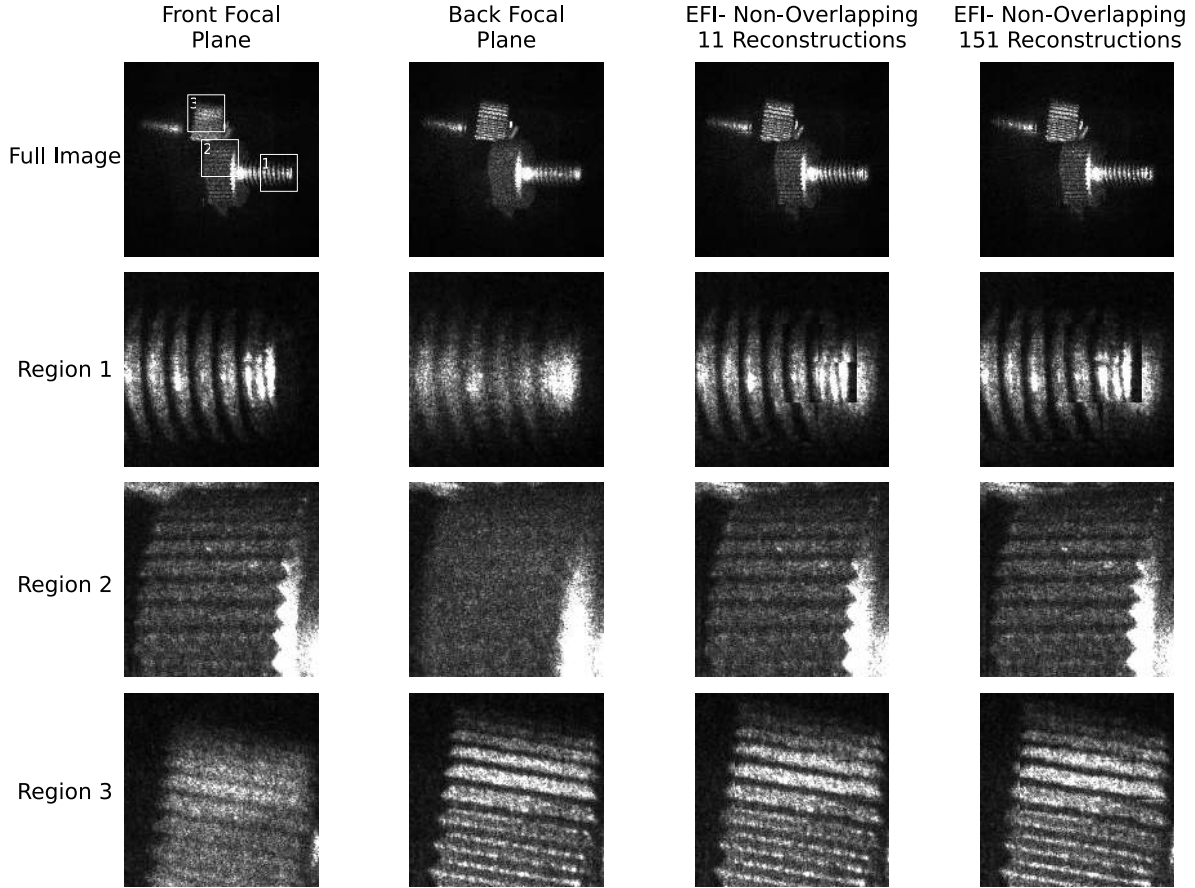 Front Focal
Plane
Back Focal
Plane
EFI- Non-Overlapping
11 Reconstructions
EFI- Non-Overlapping
151 Reconstructions
Full Image
3
2
1
Region 1
Region 2
Region 3